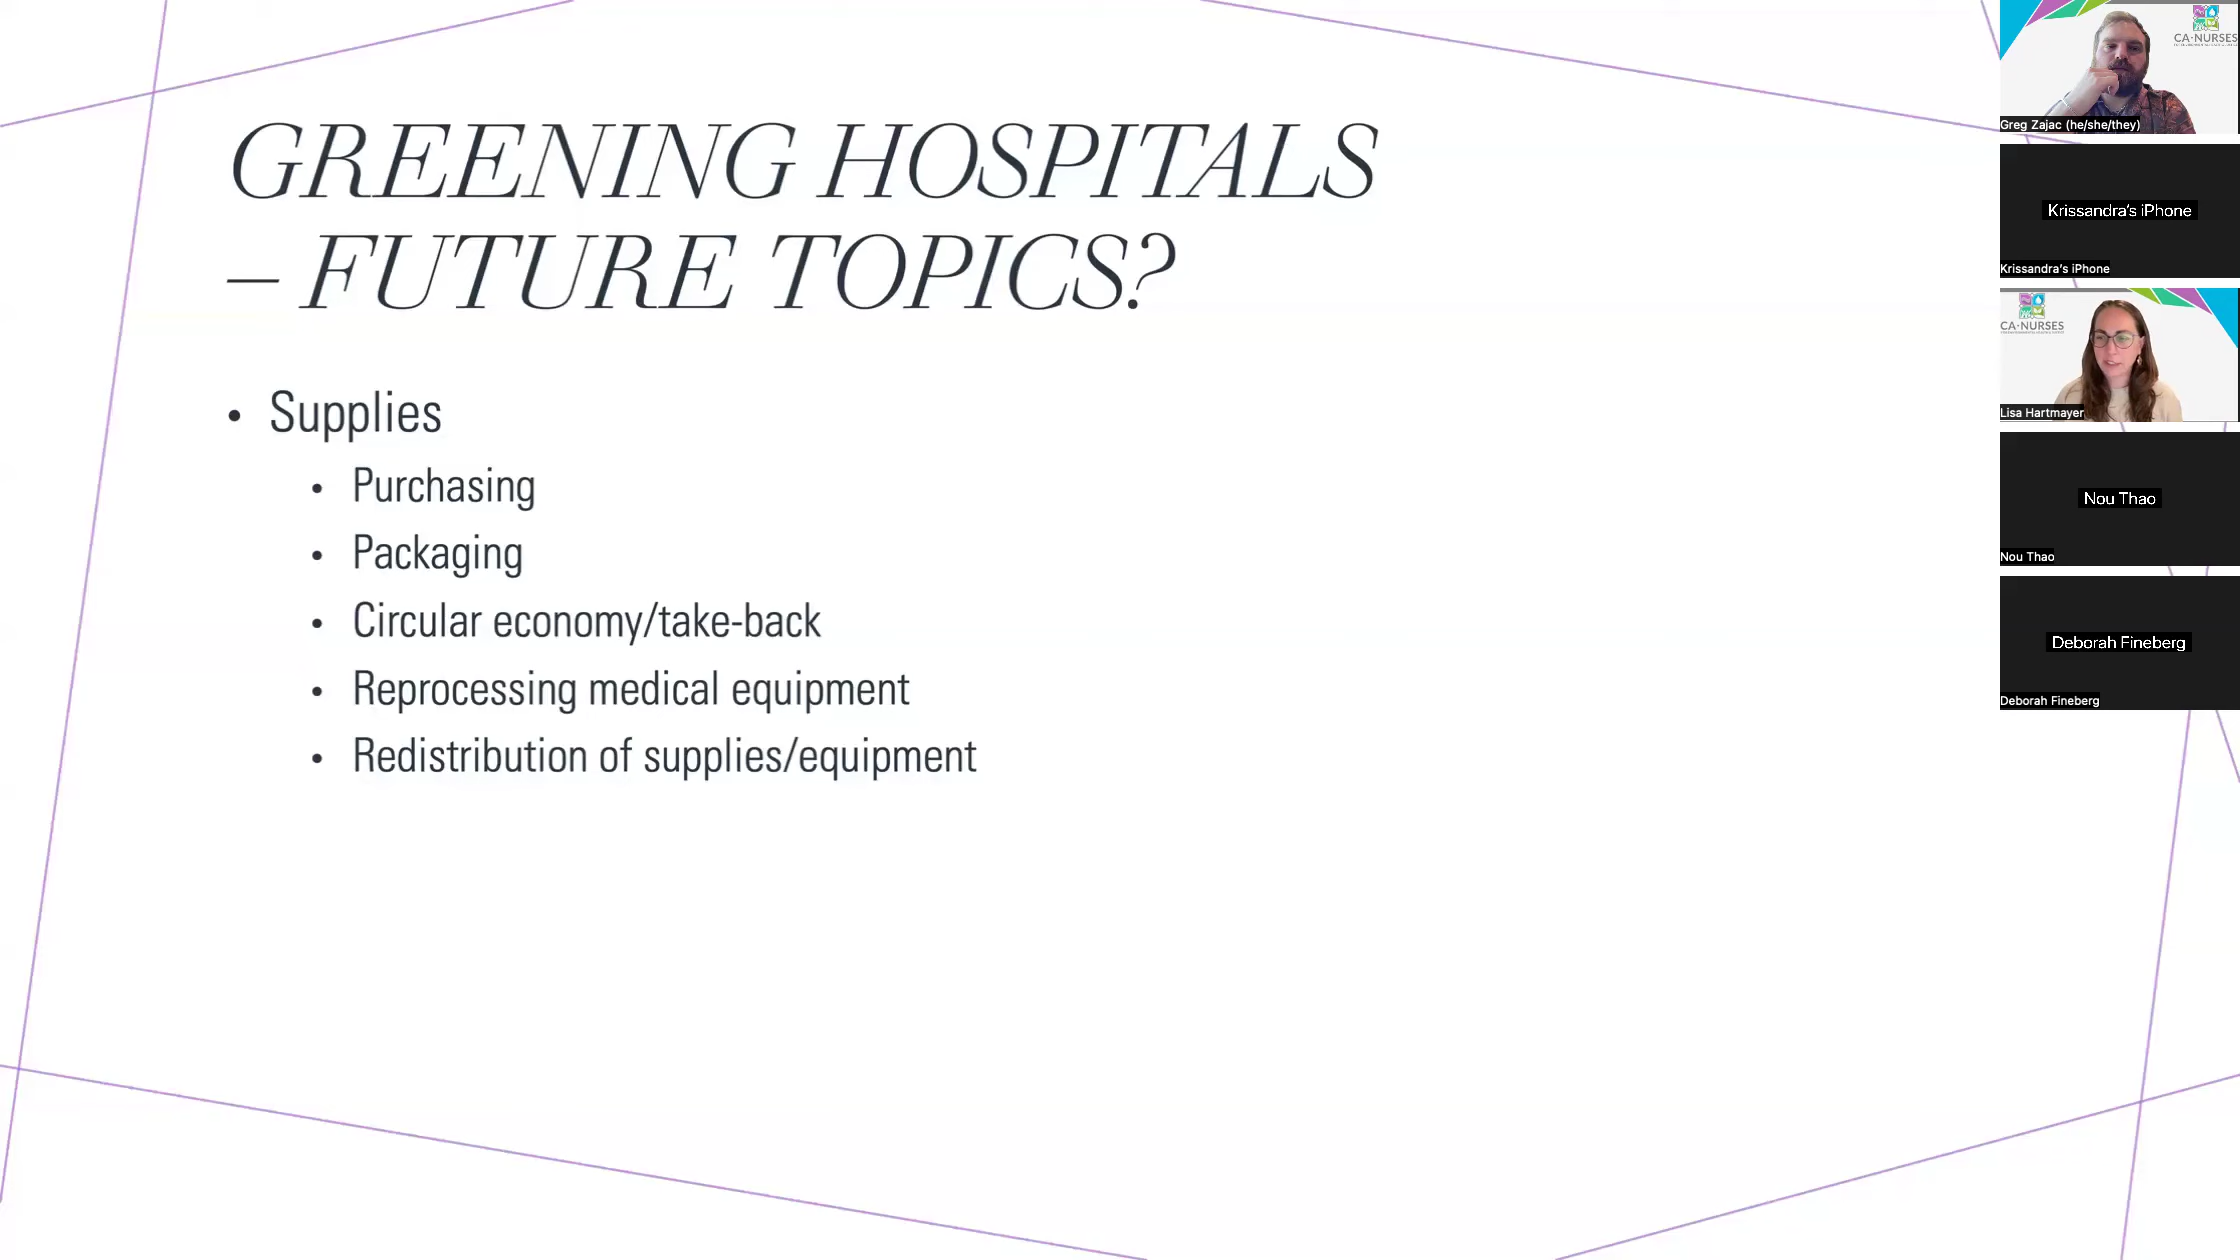 GREENING HOSPITALS
– FUTURE TOPICS?
• Supplies
• Purchasing
• Packaging
• Circular economy/take-back
• Reprocessing medical equipment
• Redistribution of supplies/equipment
CA·NURSES
Greg Zajac (he/she/they)
Krissandra's iPhone
Krissandra's iPhone
CA·NURSES
Lisa Hartmayer
Nou Thao
Nou Thao
Deborah Fineberg
Deborah Fineberg